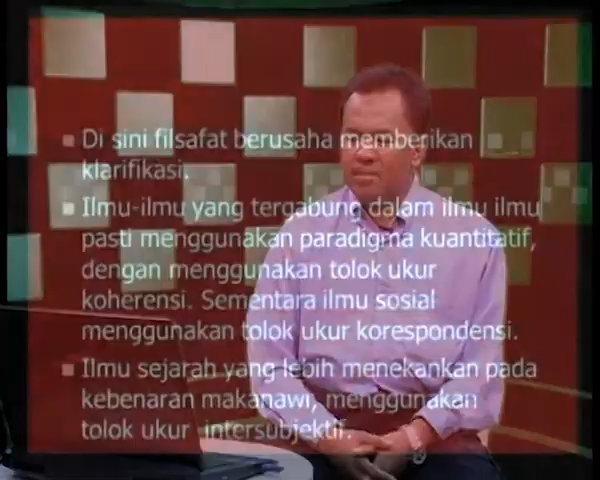 Di sini filsafat berusaha memberikan
klarifikasi.
Ilmu-ilmu yang tergabung dalam ilmu ilmu
pasti menggunakan paradigma kuantitatif,
dengan menggunakan tolok ukur
koherensi. Sementara ilmu sosial
menggunakan tolok ukur korespondensi.
Ilmu sejarah yang lebih menekankan pada
kebenaran makanawi, menggunakan
tolok ukur intersubjektif.